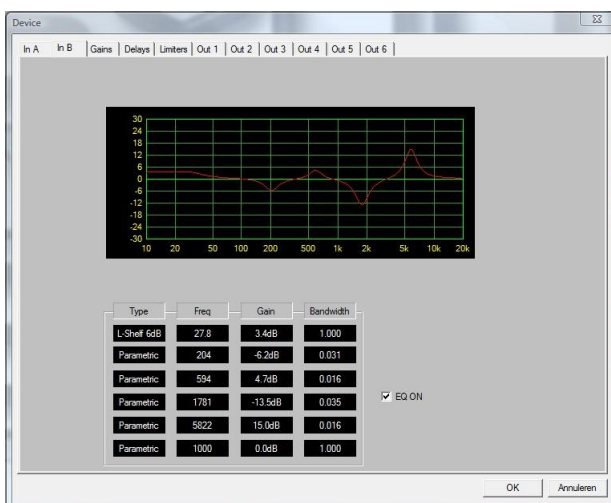 Device
In A In B Gains Delays Limiters Out 1 Out 2 Out 3 Out 4 Out 5 Out 6
30
24
18
12
6
0
-6
-12
-18
-24
-30
10 20 50 100 200 500 1k 2k 5k 10k 20k
Type Freq Gain Bandwidth
L-Shelf 6dB 27.8 3.4dB 1.000
Parametric 204 -6.2dB 0.031
Parametric 594 4.7dB 0.016
Parametric 1781 -13.5dB 0.035
EQ ON
Parametric 5822 15.0dB 0.016
Parametric 1000 0.0dB 1.000
OK Annuleren